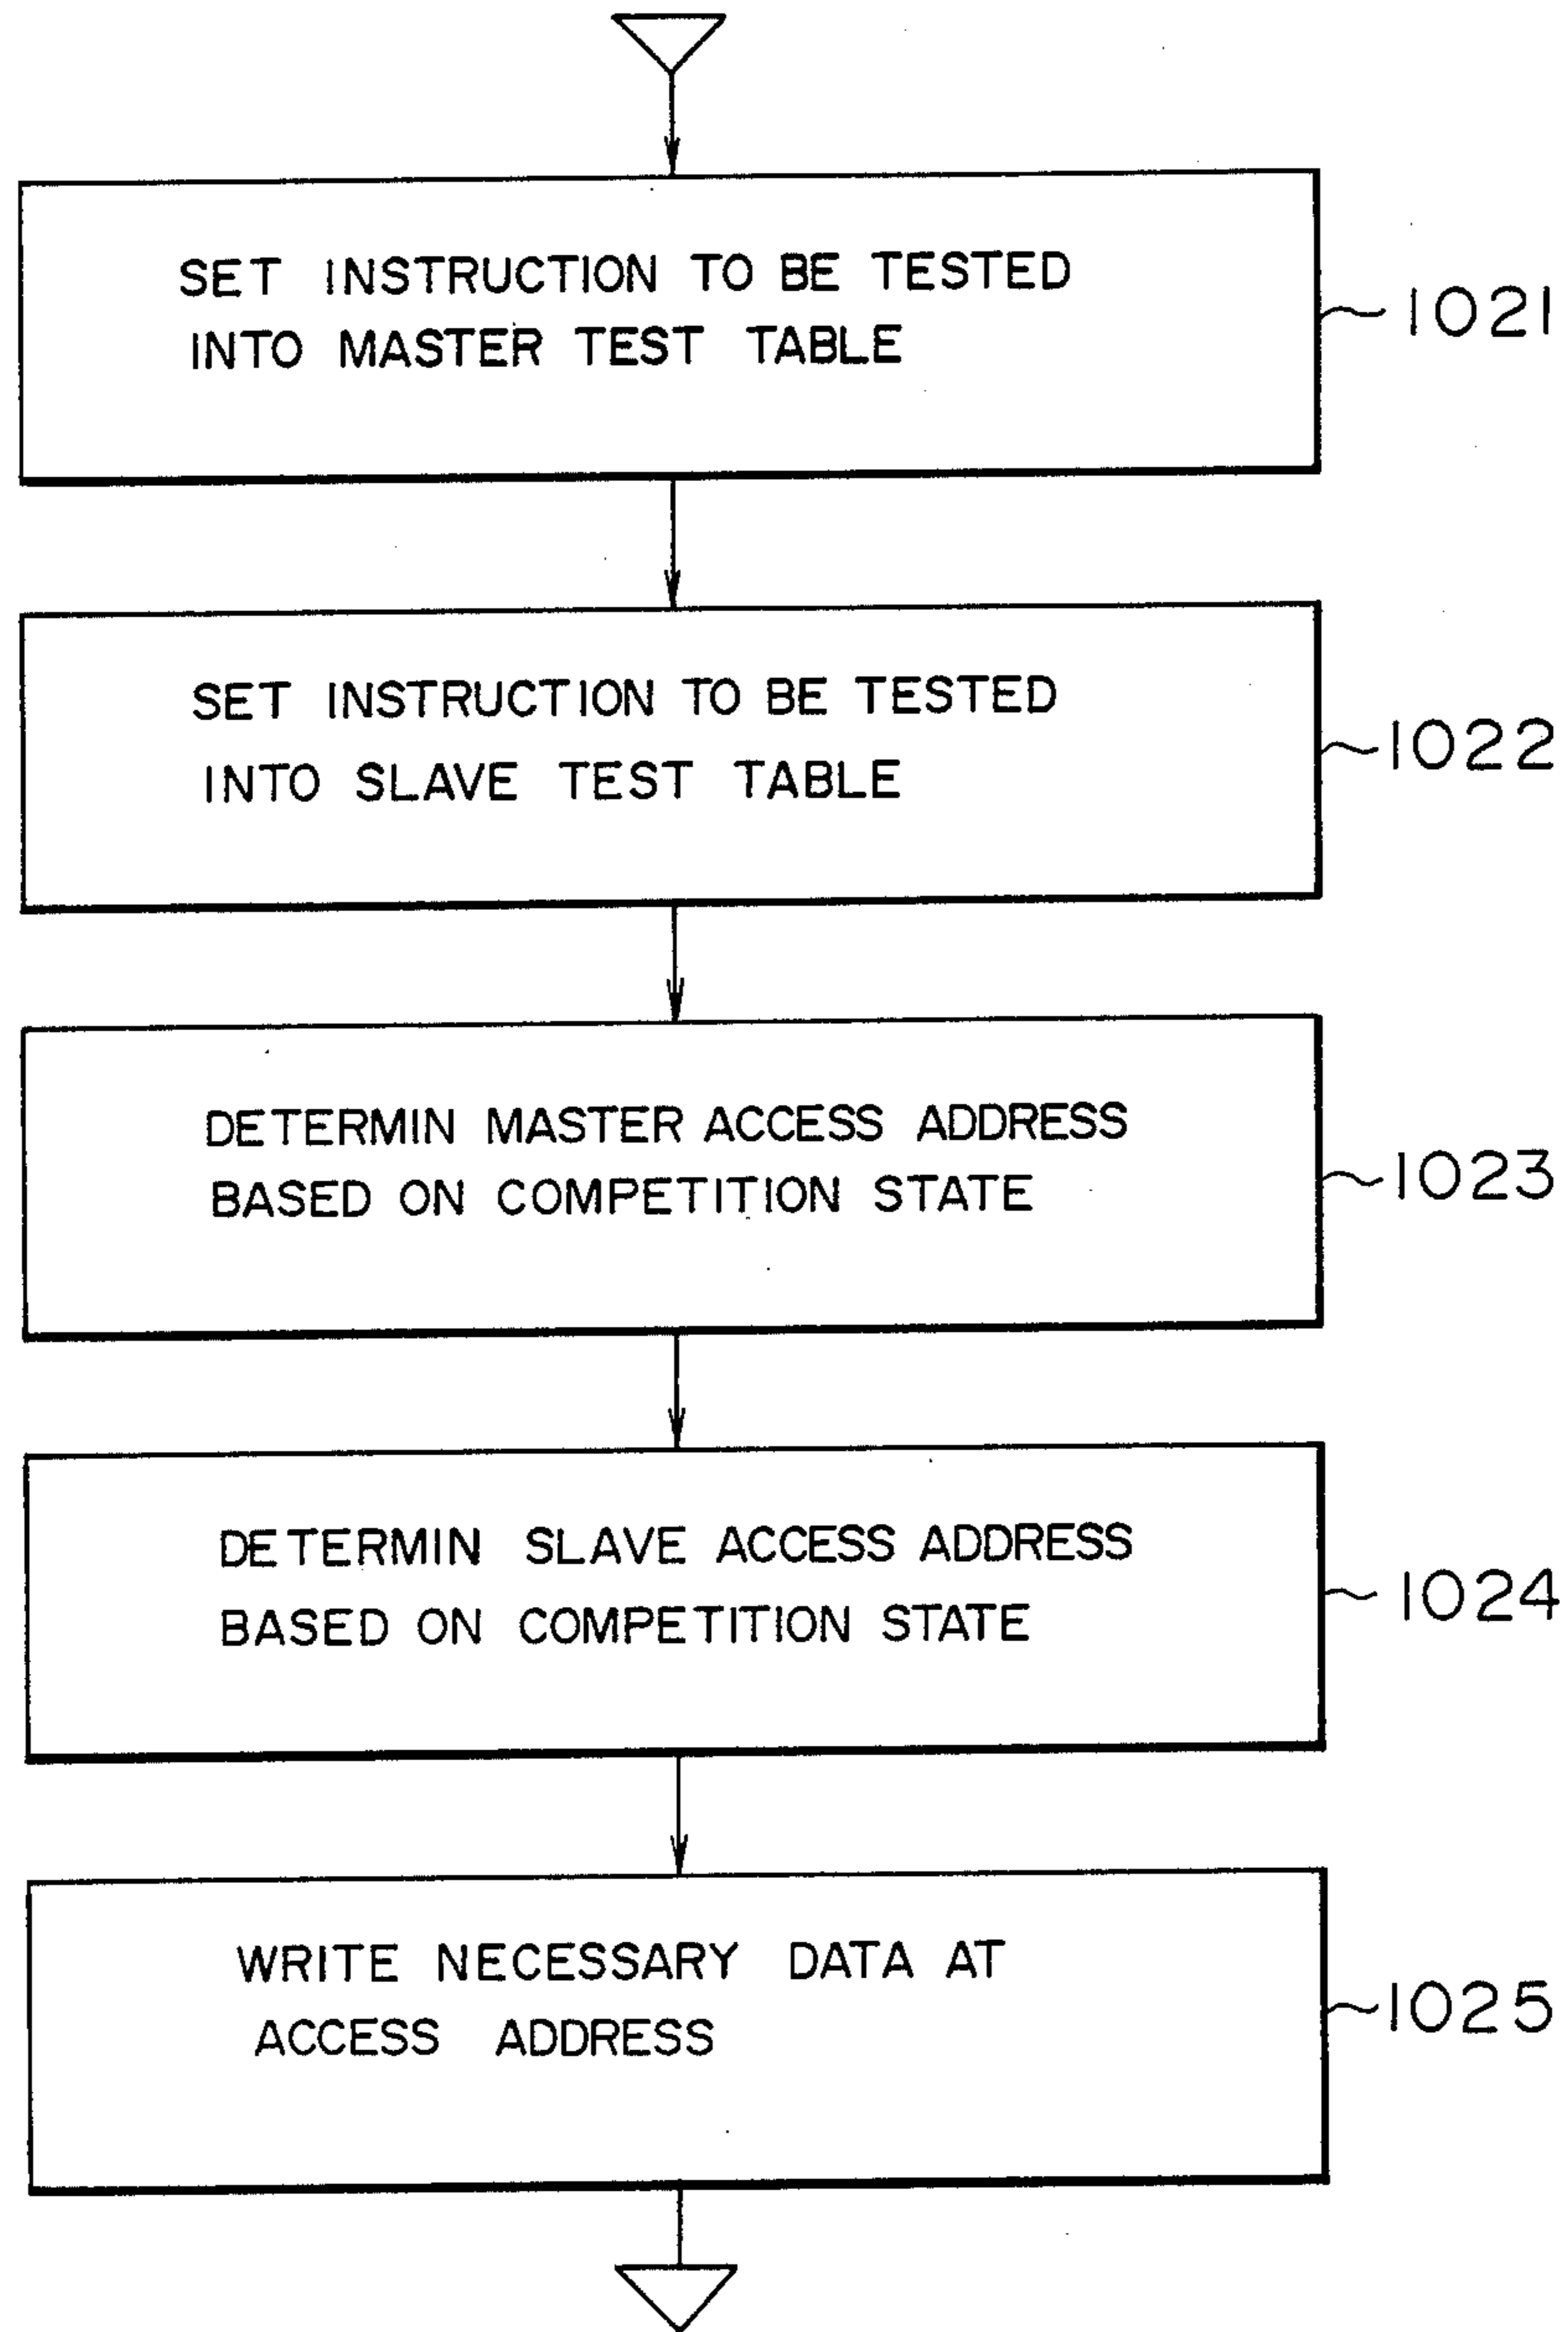 SET INSTRUCTION TO BE TESTED
INTO MASTER TEST TABLE
1021
SET INSTRUCTION TO BE TESTED
INTO SLAVE TEST TABLE
1022
DETERMIN MASTER ACCESS ADDRESS
BASED ON COMPETITION STATE
1023
DETERMIN SLAVE ACCESS ADDRESS
BASED ON COMPETITION STATE
1024
WRITE NECESSARY DATA AT
ACCESS ADDRESS
1025